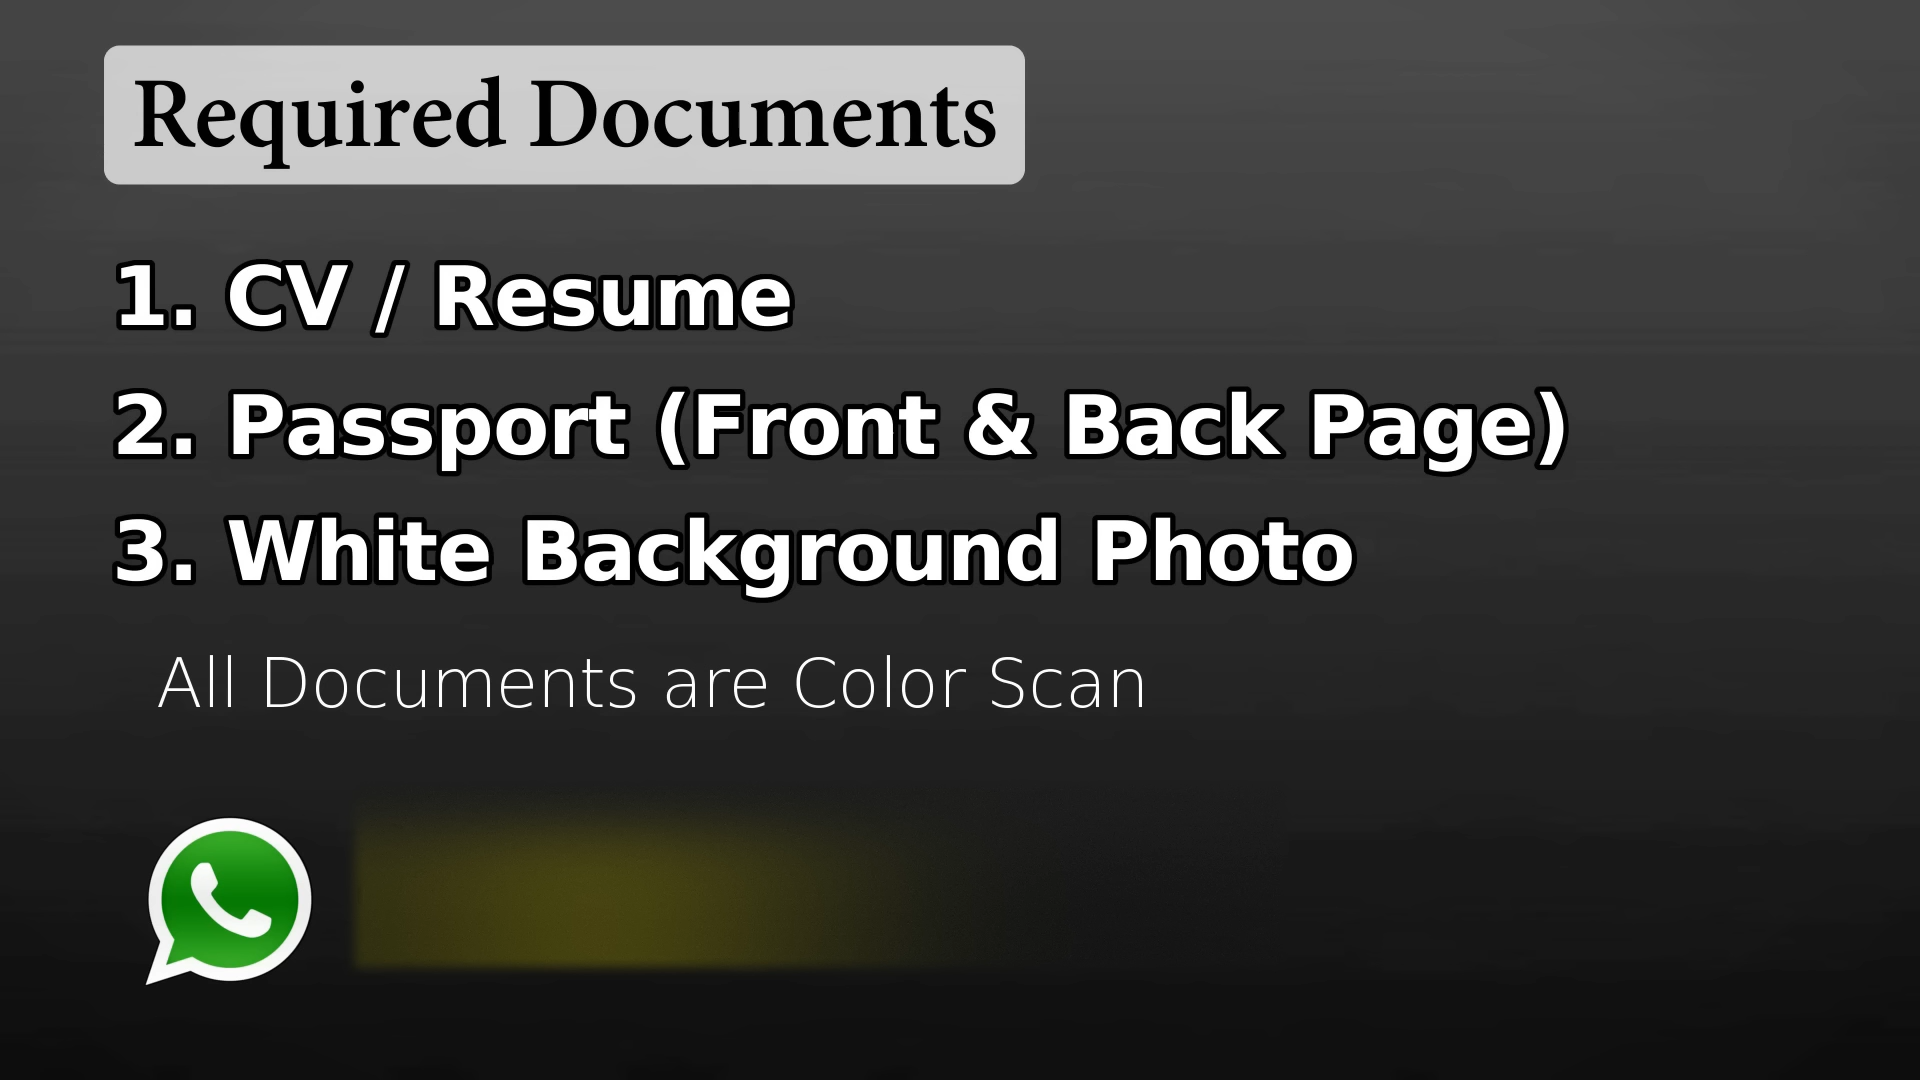 Required Documents
1. CV / Resume
2. Passport (Front & Back Page)
3. White Background Photo
All Documents are Color Scan